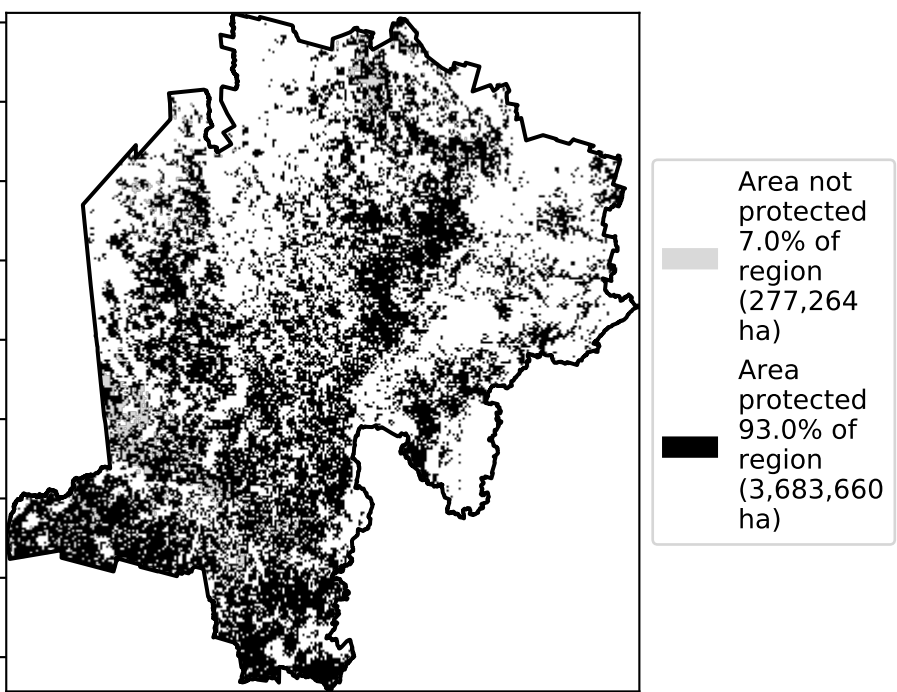 Area not
protected
7.0% of
region
(277,264
ha)
Area
protected
93.0% of
region
(3,683,660
ha)